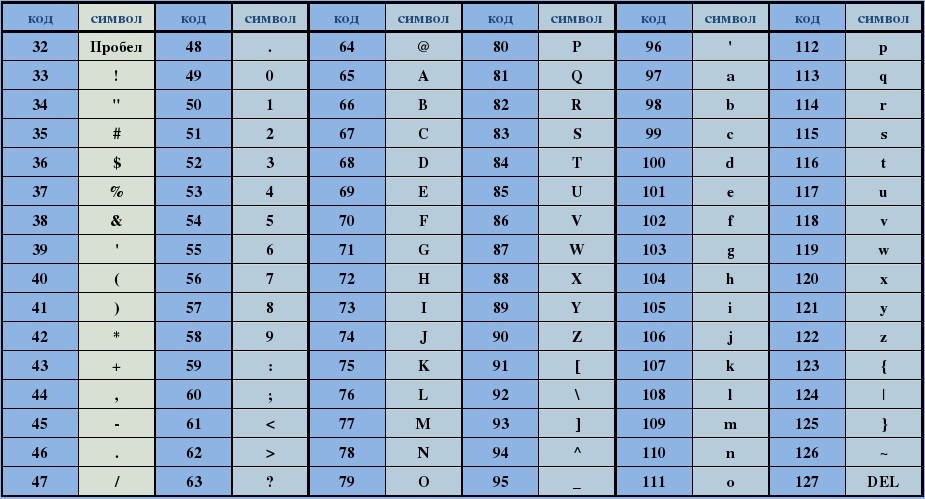 код символ код символ код символ код символ код символ код символ
32 Пробел 48 . 64 @ 80 P 96 ' 112 p
33 ! 49 0 65 A 81 Q 97 a 113 q
34 " 50 1 66 B 82 R 98 b 114 r
35 # 51 2 67 C 83 S 99 c 115 s
36 $ 52 3 68 D 84 T 100 d 116 t
37 % 53 4 69 E 85 U 101 e 117 u
38 & 54 5 70 F 86 V 102 f 118 v
39 ' 55 6 71 G 87 W 103 g 119 w
40 ( 56 7 72 H 88 X 104 h 120 x
41 ) 57 8 73 I 89 Y 105 i 121 y
42 * 58 9 74 J 90 Z 106 j 122 z
43 + 59 : 75 K 91 [ 107 k 123 {
44 , 60 ; 76 L 92 \ 108 l 124 |
45 - 61 < 77 M 93 ] 109 m 125 }
46 . 62 > 78 N 94 ^ 110 n 126 ~
47 / 63 ? 79 O 95 _ 111 o 127 DEL